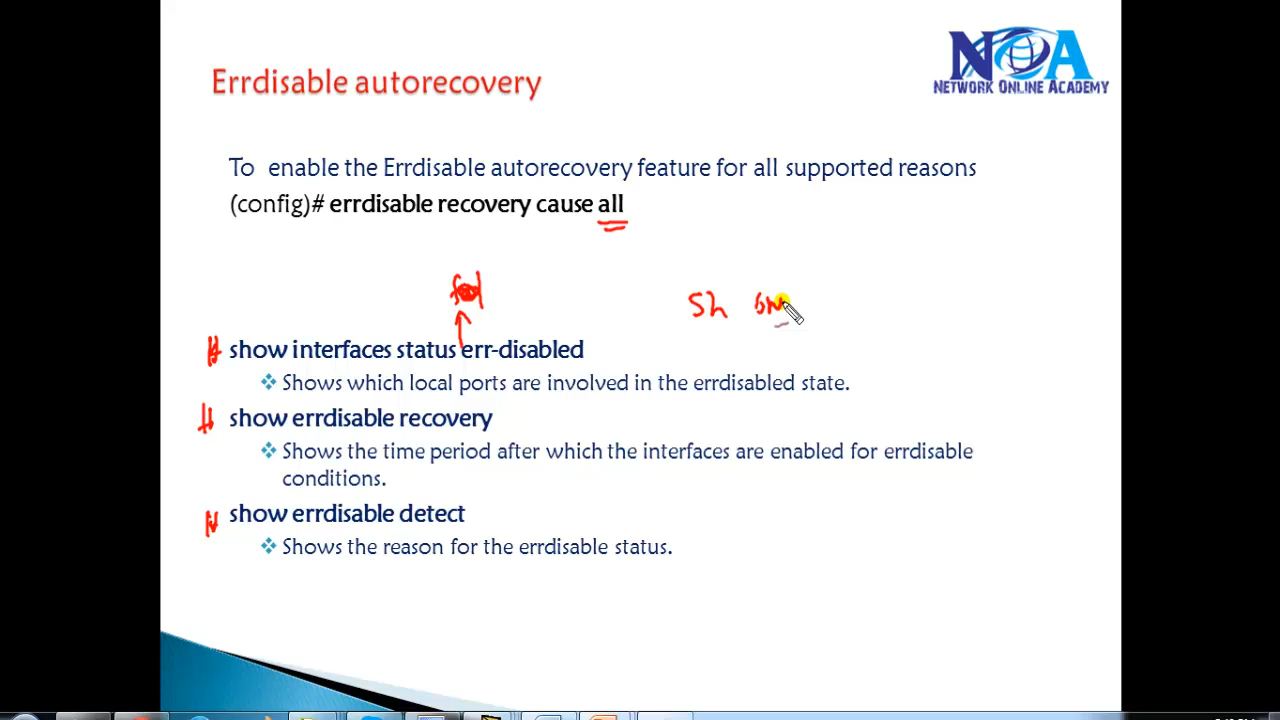 NOA
NETWORK ONLINE ACADEMY
Errdisable autorecovery
To enable the Errdisable autorecovery feature for all supported reasons
(config)# errdisable recovery cause all
Sh
show interfaces status err-disabled
❖ Shows which local ports are involved in the errdisabled state.
show errdisable recovery
❖ Shows the time period after which the interfaces are enabled for errdisable
conditions.
show errdisable detect
❖ Shows the reason for the errdisable status.